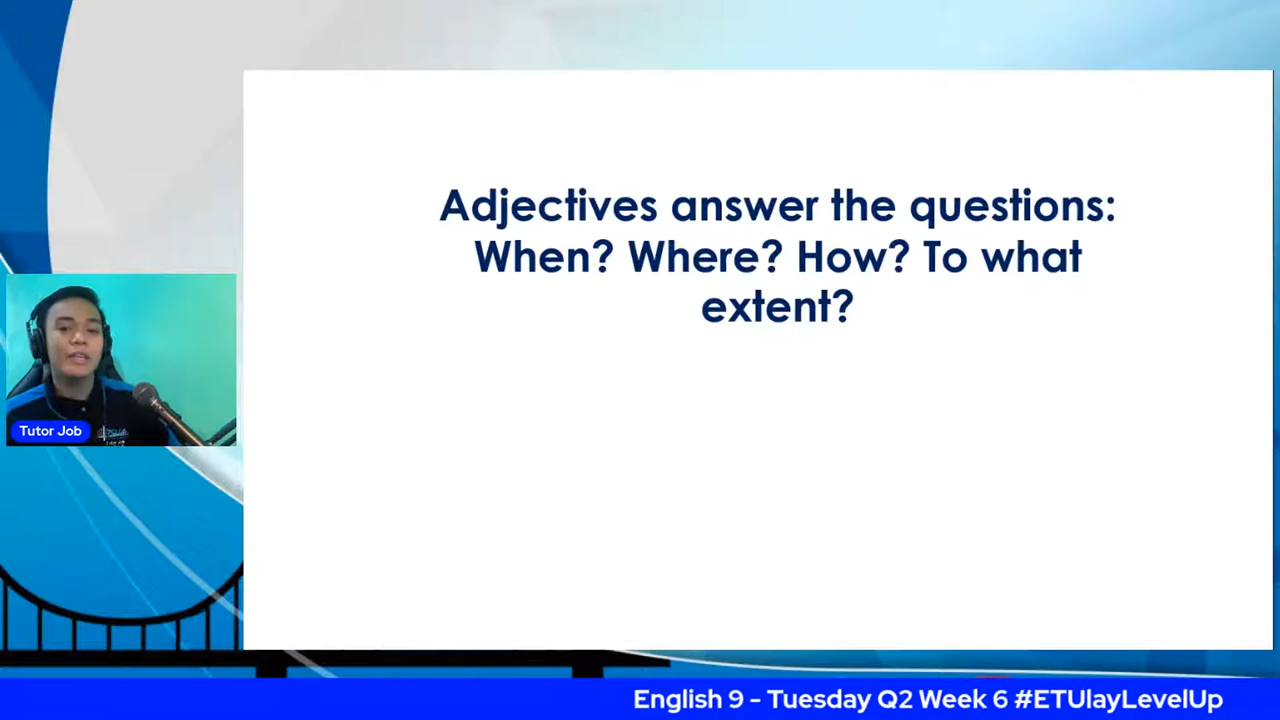 Adjectives answer the questions:
When? Where? How? To what
extent?
Tutor Job
English 9 - Tuesday Q2 Week 6 #ETUlayLevelUp